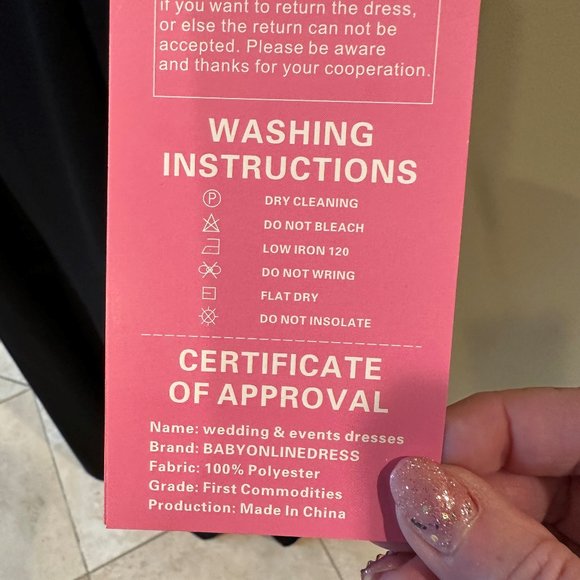 if you want to return the dress,
or else the return can not be
accepted. Please be aware
and thanks for your cooperation.
WASHING
INSTRUCTIONS
P DRY CLEANING
DO NOT BLEACH
LOW IRON 120
DO NOT WRING
FLAT DRY
DO NOT INSOLATE
CERTIFICATE
OF APPROVAL
Name: wedding & events dresses
Brand: BABYONLINEDRESS
Fabric: 100% Polyester
Grade: First Commodities
Production: Made In China